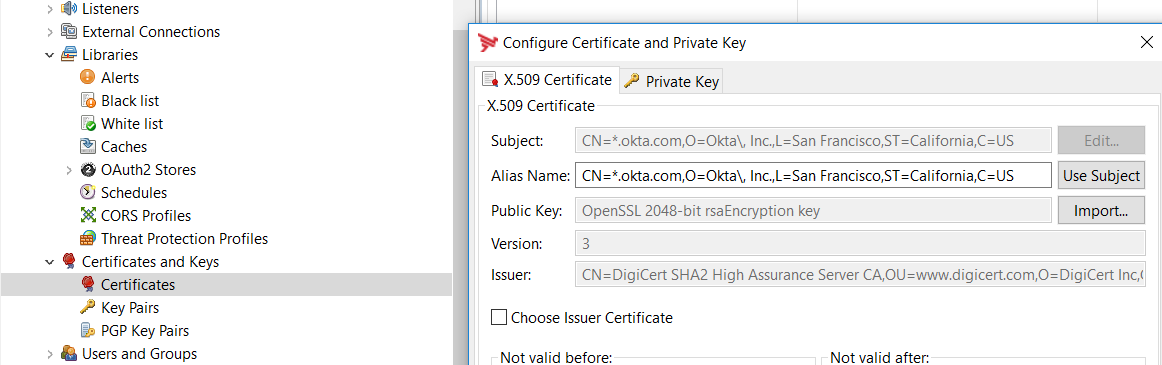 Listeners
External Connections
Libraries
Alerts
Black list
White list
Caches
OAuth2 Stores
Schedules
CORS Profiles
Threat Protection Profiles
Certificates and Keys
Certificates
Key Pairs
PGP Key Pairs
Users and Groups
Configure Certificate and Private Key
X.509 Certificate
Private Key
X.509 Certificate
Subject: CN=*.okta.com,O=Okta\, Inc.,L=San Francisco,ST=California,C=US Edit...
Alias Name: CN=*.okta.com,O=Okta\, Inc.,L=San Francisco,ST=California,C=US Use Subject
Public Key: OpenSSL 2048-bit rsaEncryption key Import...
Version: 3
Issuer: CN=DigiCert SHA2 High Assurance Server CA,OU=www.digicert.com,O=DigiCert Inc,
Choose Issuer Certificate
Not valid before: Not valid after: